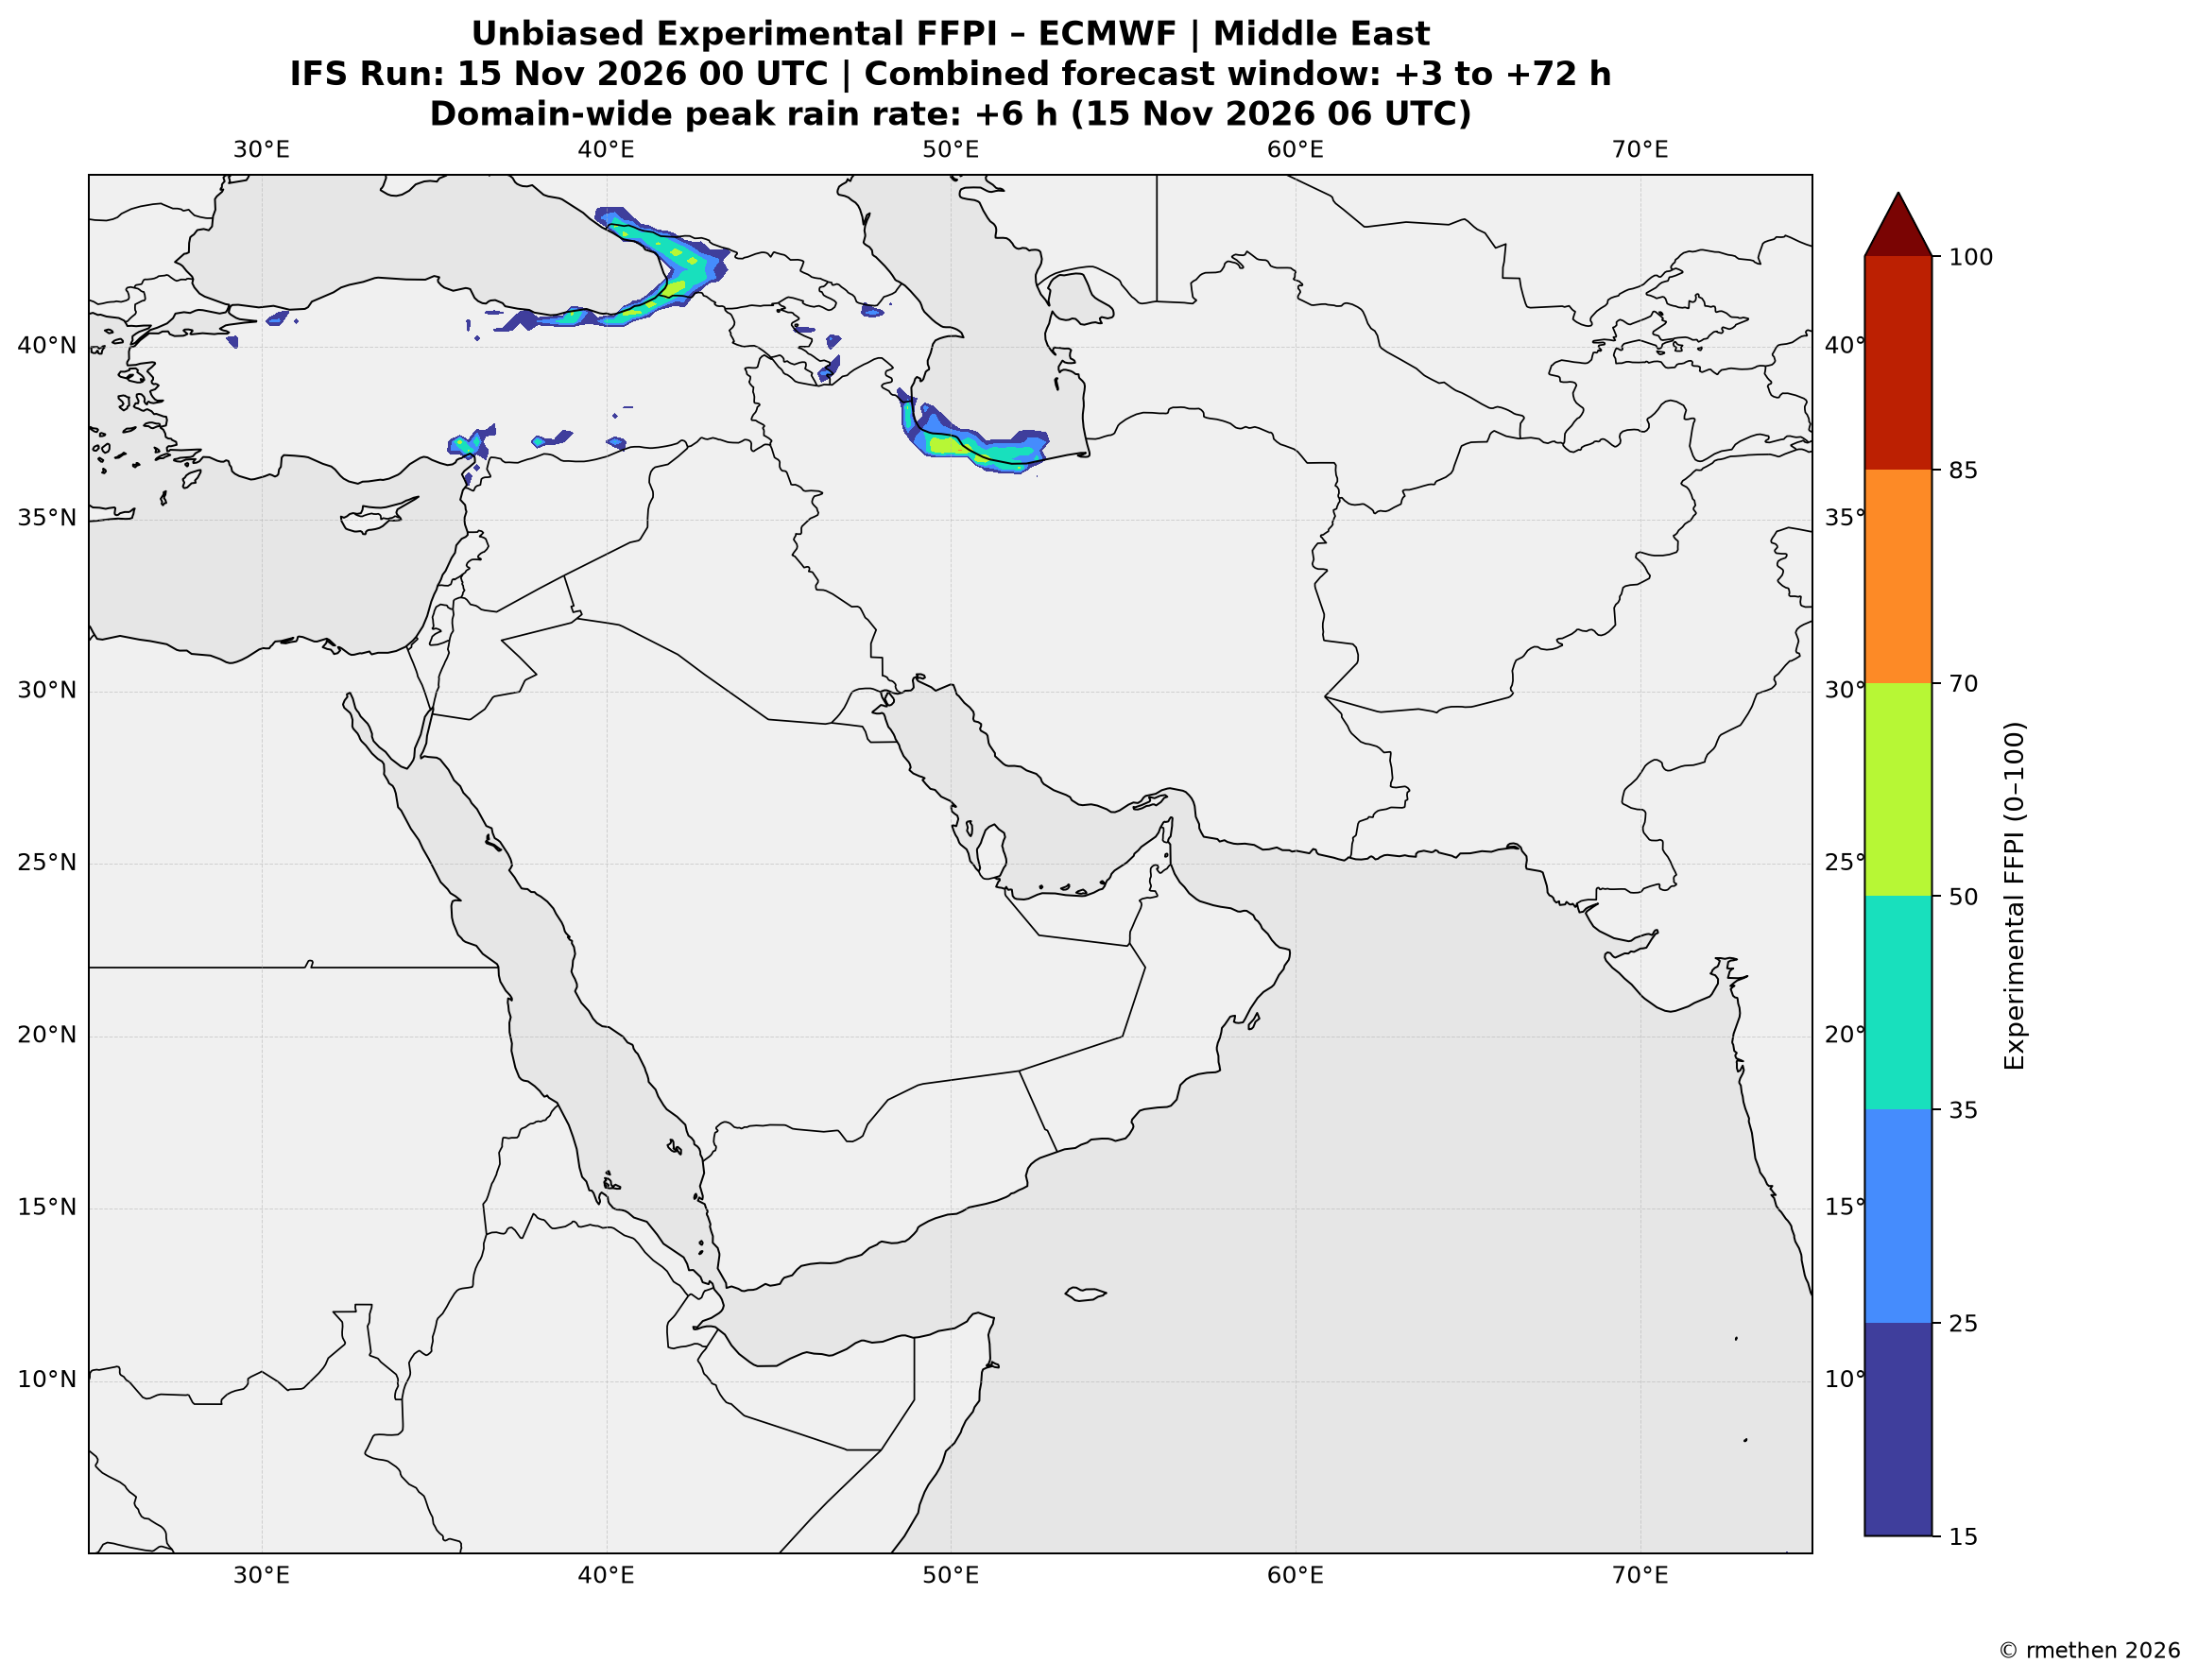 Unbiased Experimental FFPI – ECMWF | Middle East
IFS Run: 15 Nov 2026 00 UTC | Combined forecast window: +3 to +72 h
Domain-wide peak rain rate: +6 h (15 Nov 2026 06 UTC)
30°E 40°E 50°E 60°E 70°E
40°N 40°
35°N 35°
30°N 30°
25°N 25°
20°N 20°
15°N 15°
10°N 10°
30°E 40°E 50°E 60°E 70°E
100
85
70
50
35
25
15
Experimental FFPI (0–100)
© rmethen 2026